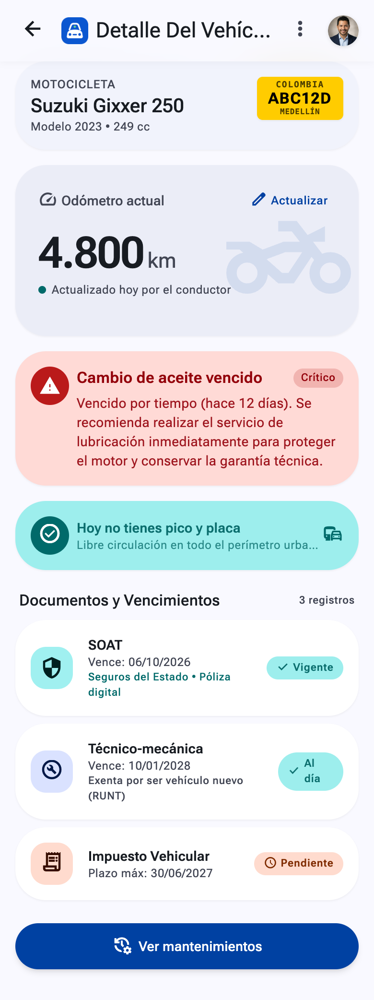 Detalle Del Vehíc...
MOTOCICLETA
Suzuki Gixxer 250
Modelo 2023 • 249 cc
COLOMBIA
ABC12D
MEDELLÍN
Odómetro actual
Actualizar
4.800 km
Actualizado hoy por el conductor
Cambio de aceite vencido
Crítico
Vencido por tiempo (hace 12 días). Se
recomienda realizar el servicio de
lubricación inmediatamente para proteger
el motor y conservar la garantía técnica.
Hoy no tienes pico y placa
Libre circulación en todo el perímetro urba...
Documentos y Vencimientos
3 registros
SOAT
Vence: 06/10/2026
Seguros del Estado • Póliza
digital
Vigente
Técnico-mecánica
Vence: 10/01/2028
Exenta por ser vehículo nuevo
(RUNT)
Al
día
Impuesto Vehicular
Plazo máx: 30/06/2027
Pendiente
Ver mantenimientos